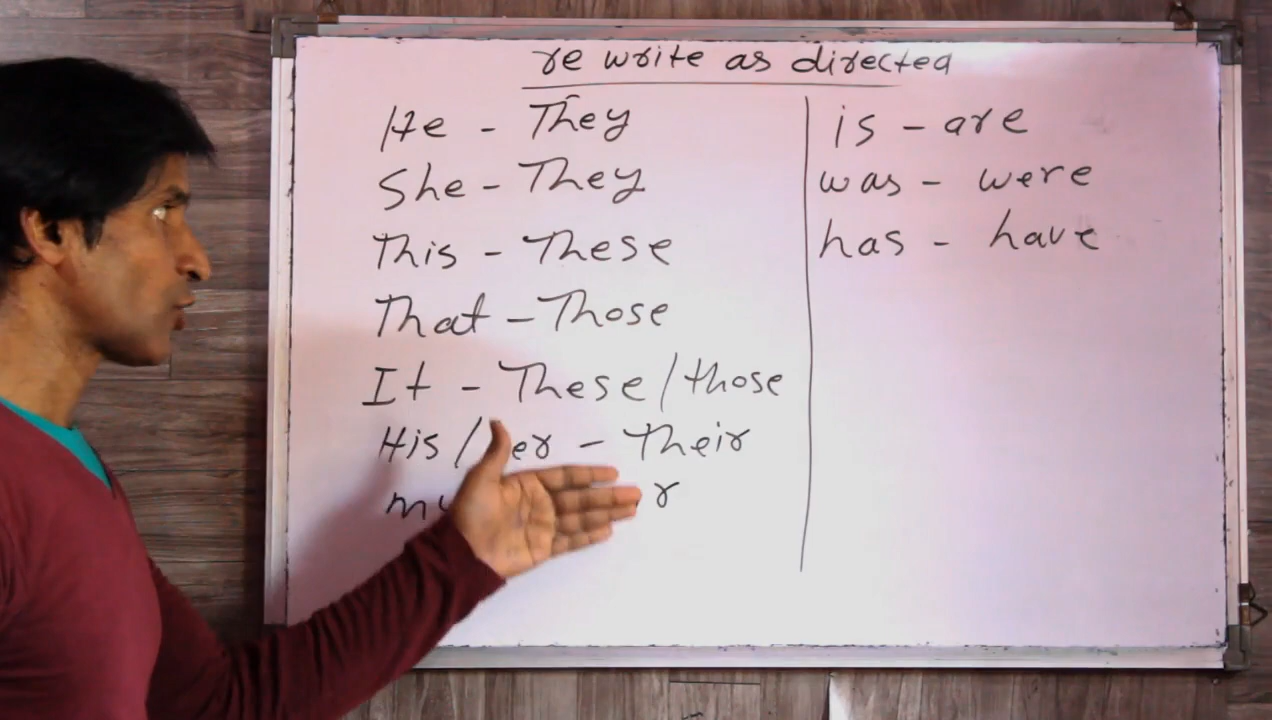 re write as directed
He - They
She - They
This - These
That - Those
It - These/those
His / er - Their
is - are
was - were
has - have